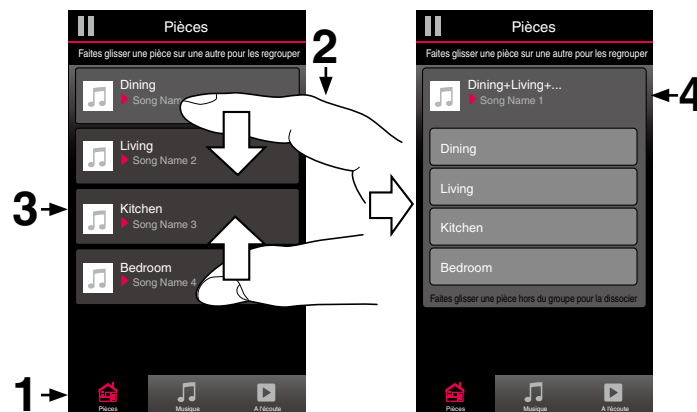 Pièces
Faites glisser une pièce sur une autre pour les regrouper
Dining
Song Nam
Living
Song Name 2
Kitchen
Song Name 3
Bedroom
Song Name 4
Pièces
Musique
A l'écoute
1
2
3
Pièces
Faites glisser une pièce sur une autre pour les regrouper
Dining+Living+...
Song Name 1
Dining
Living
Kitchen
Bedroom
Faites glisser une pièce hors du groupe pour la dissocier
Pièces
Musique
A l'écoute
4